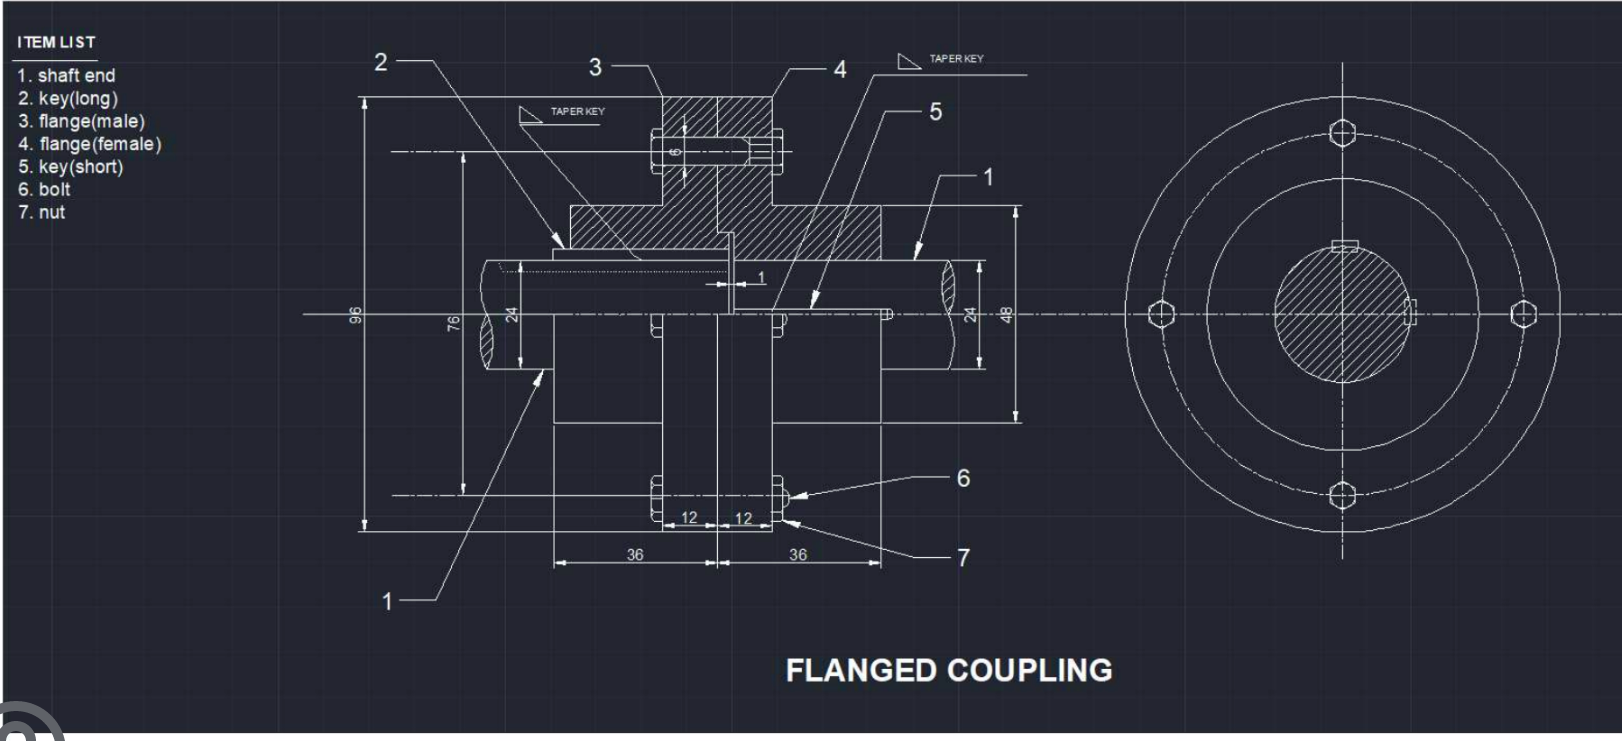 ITEM LIST
1. shaft end
2. key(long)
3. flange(male)
4. flange(female)
5. key(short)
6. bolt
7. nut
2
3
4
TAPER KEY
TAPER KEY
5
6
1
1
96
76
24
24
48
6
12
12
36
36
7
1
FLANGED COUPLING